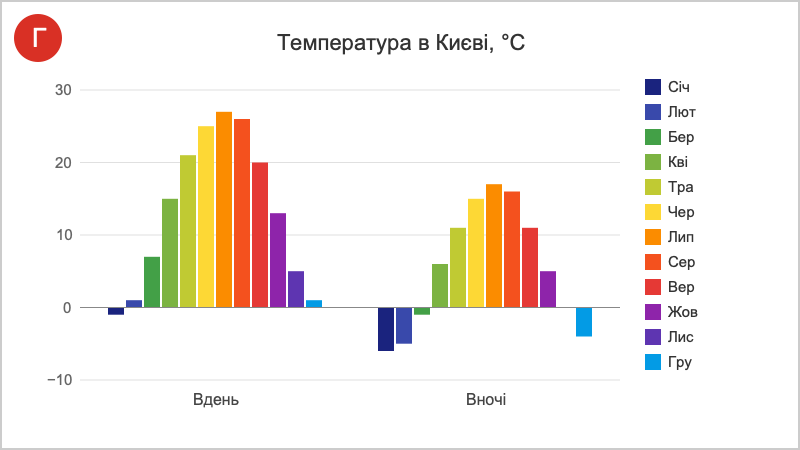 Г
Температура в Києві, °C
30
20
10
0
−10
Вдень
Вночі
Січ
Лют
Бер
Кві
Тра
Чер
Лип
Сер
Вер
Жов
Лис
Гру